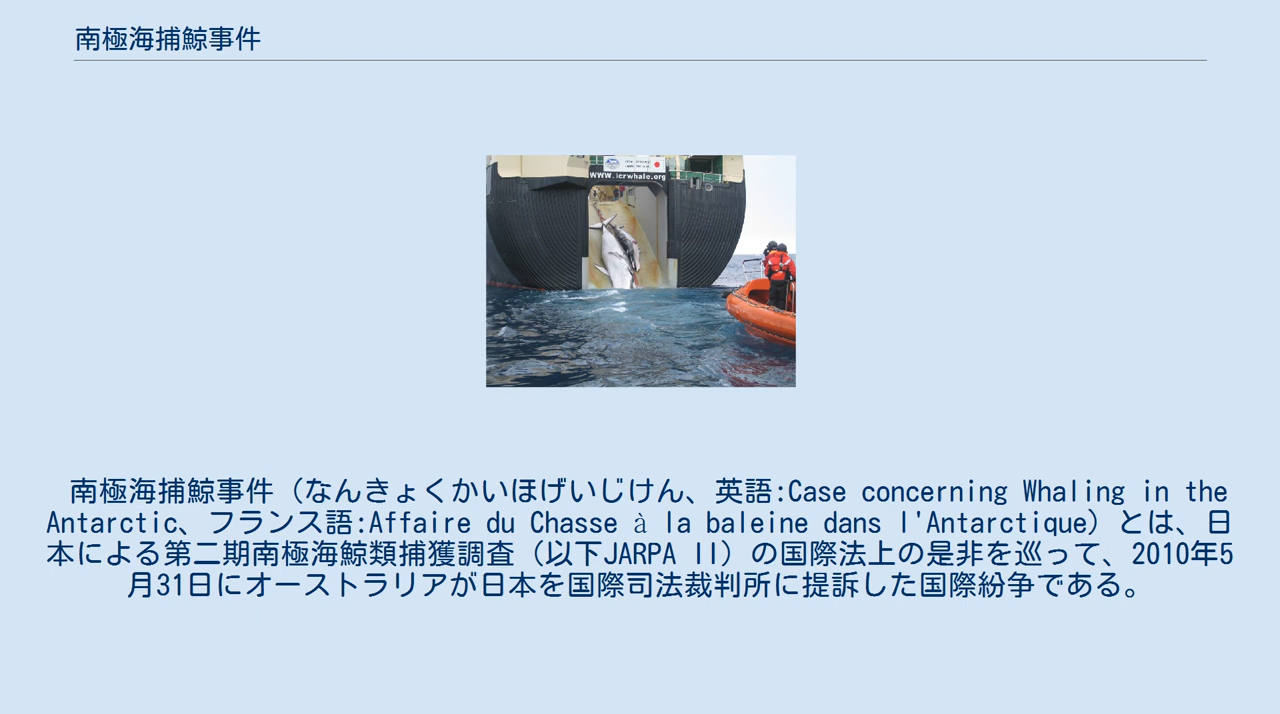 南極海捕鯨事件
WWW.icrwhale.org
南極海捕鯨事件（なんきょくかいほげいじけん、英語:Case concerning Whaling in the
Antarctic、フランス語:Affaire du Chasse à la baleine dans l'Antarctique）とは、日
本による第二期南極海鯨類捕獲調査（以下JARPA II）の国際法上の是非を巡って、2010年5
月31日にオーストラリアが日本を国際司法裁判所に提訴した国際紛争である。